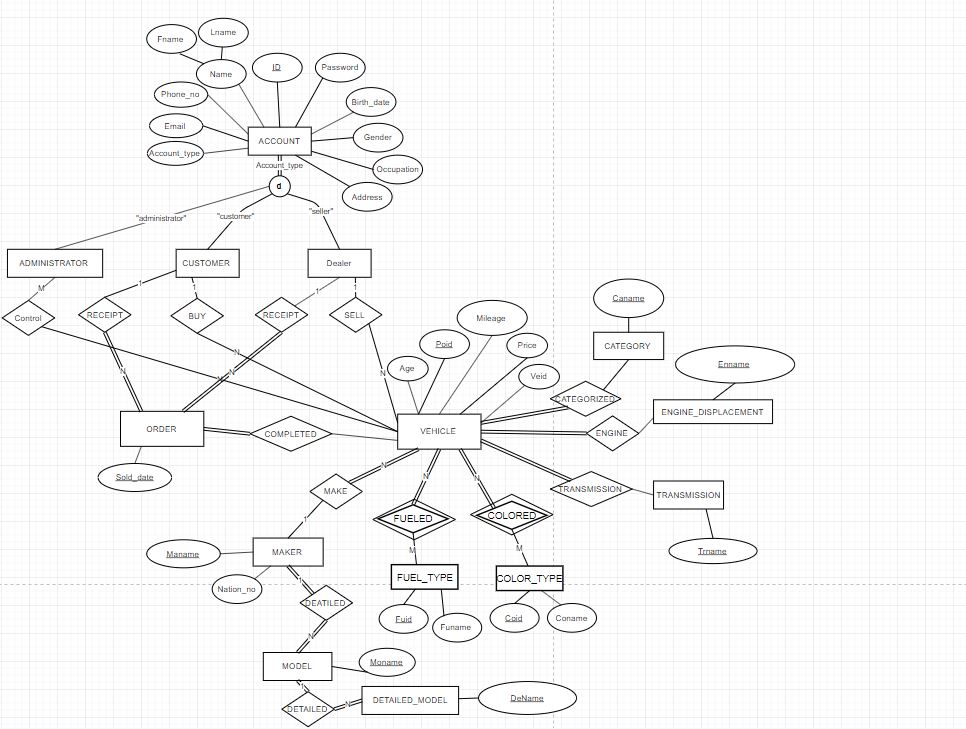 Lname
Fname
ID
Password
Name
Phone_no
Birth_date
Email
Gender
ACCOUNT
Account_type
Account_type
Occupation
d
Address
"administrator"
"customer"
"seller"
ADMINISTRATOR
CUSTOMER
Dealer
M
1
1
1
1
Caname
Control
RECEIPT
BUY
RECEIPT
SELL
Mileage
Poid
Price
CATEGORY
N
Age
Veid
Enname
N
N
N
N
CATEGORIZED
ENGINE_DISPLACEMENT
ORDER
COMPLETED
VEHICLE
ENGINE
Sold_date
N
N
N
MAKE
TRANSMISSION
TRANSMISSION
1
FUELED
COLORED
Maname
MAKER
M
M
Trname
Nation_no
1
FUEL_TYPE
COLOR_TYPE
DEATILED
Fuid
Funame
Coid
Coname
N
MODEL
Moname
1
DETAILED
N
DETAILED_MODEL
DeName